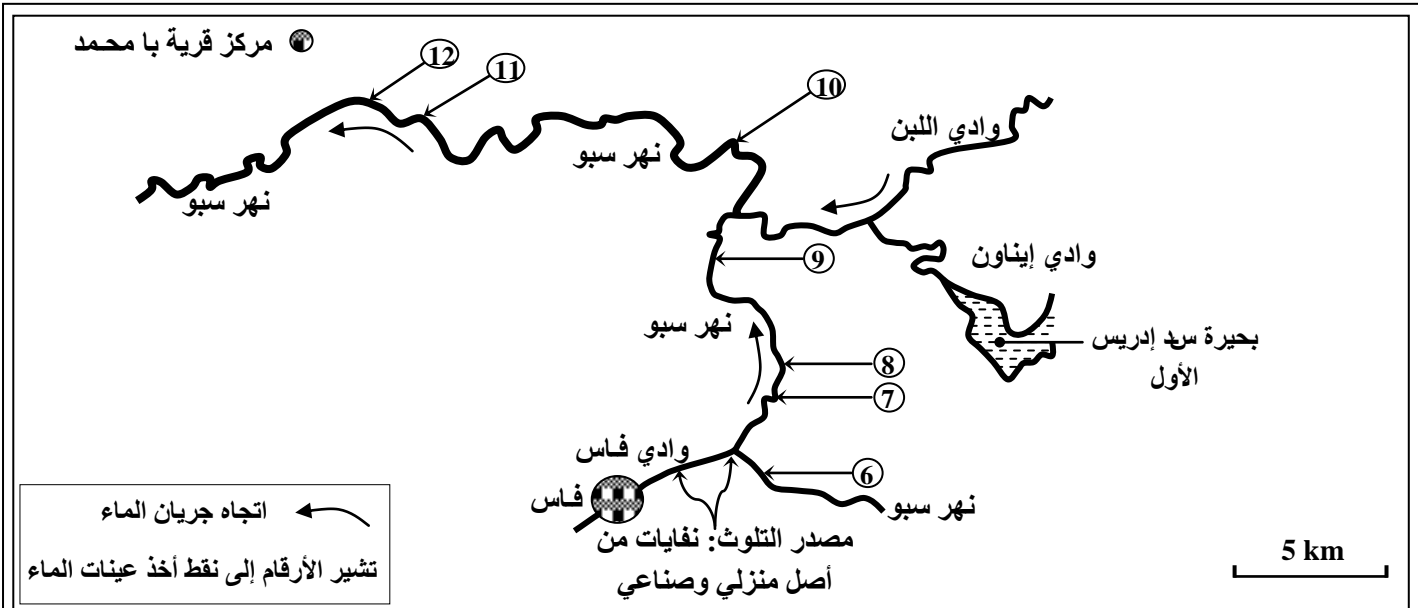 مركز قرية با محمد
12
11
10
وادي اللبن
نهر سبو
نهر سبو
وادي إيناون
9
نهر سبو
بحيرة سد إدريس
الأول
8
7
وادي فاس
6
فاس
نهر سبو
مصدر التلوث: نفايات من
أصل منزلي وصناعي
اتجاه جريان الماء
تشير الأرقام إلى نقط أخذ عينات الماء
5 km